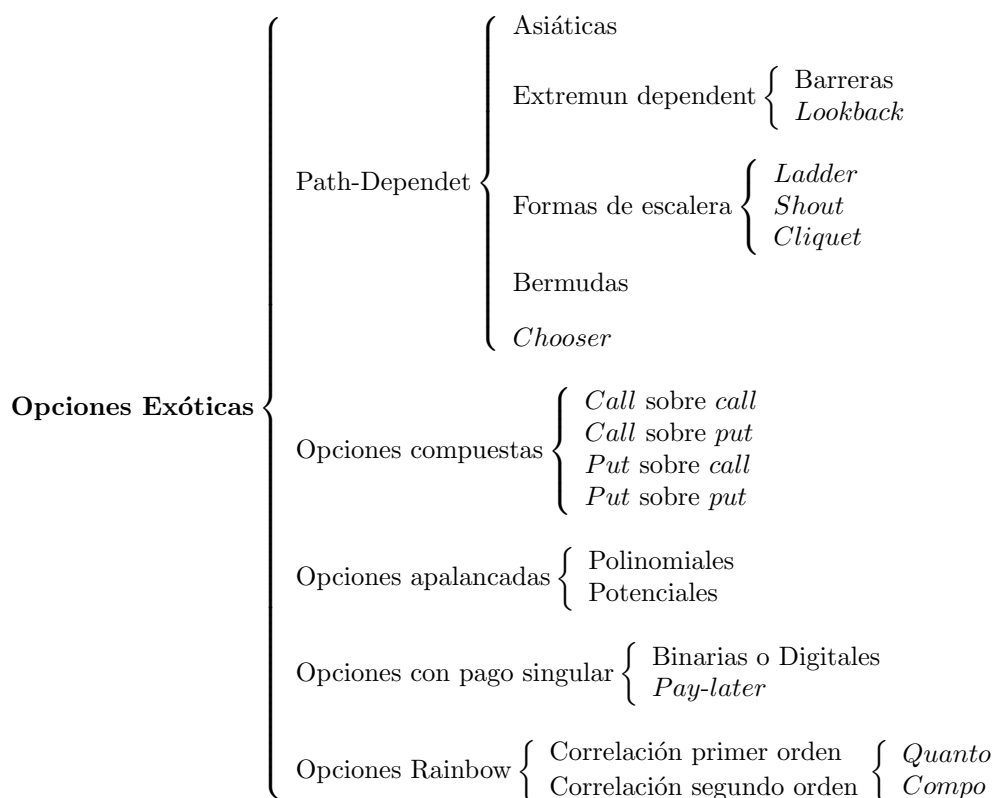 Asiáticas
Extremun dependent
Barreras
Lookback
Path-Dependet
Formas de escalera
Ladder
Shout
Cliquet
Bermudas
Chooser
Opciones Exóticas
Opciones compuestas
Call sobre call
Call sobre put
Put sobre call
Put sobre put
Opciones apalancadas
Polinomiales
Potenciales
Opciones con pago singular
Binarias o Digitales
Pay-later
Opciones Rainbow
Correlación primer orden
Correlación segundo orden
Quanto
Compo